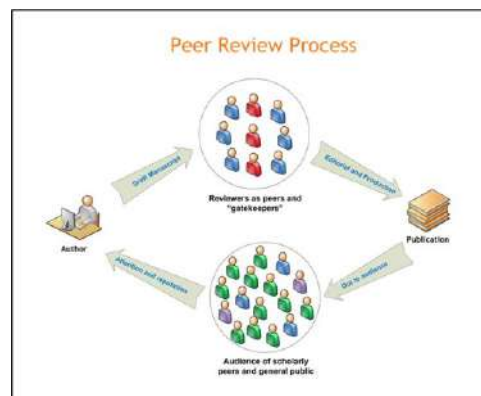 Peer Review Process
Draft Manuscript
Reviewers as peers and
"gatekeepers"
Editorial and Production
Author
Publication
Attention and reputation
Out to audience
Audience of scholarly
peers and general public